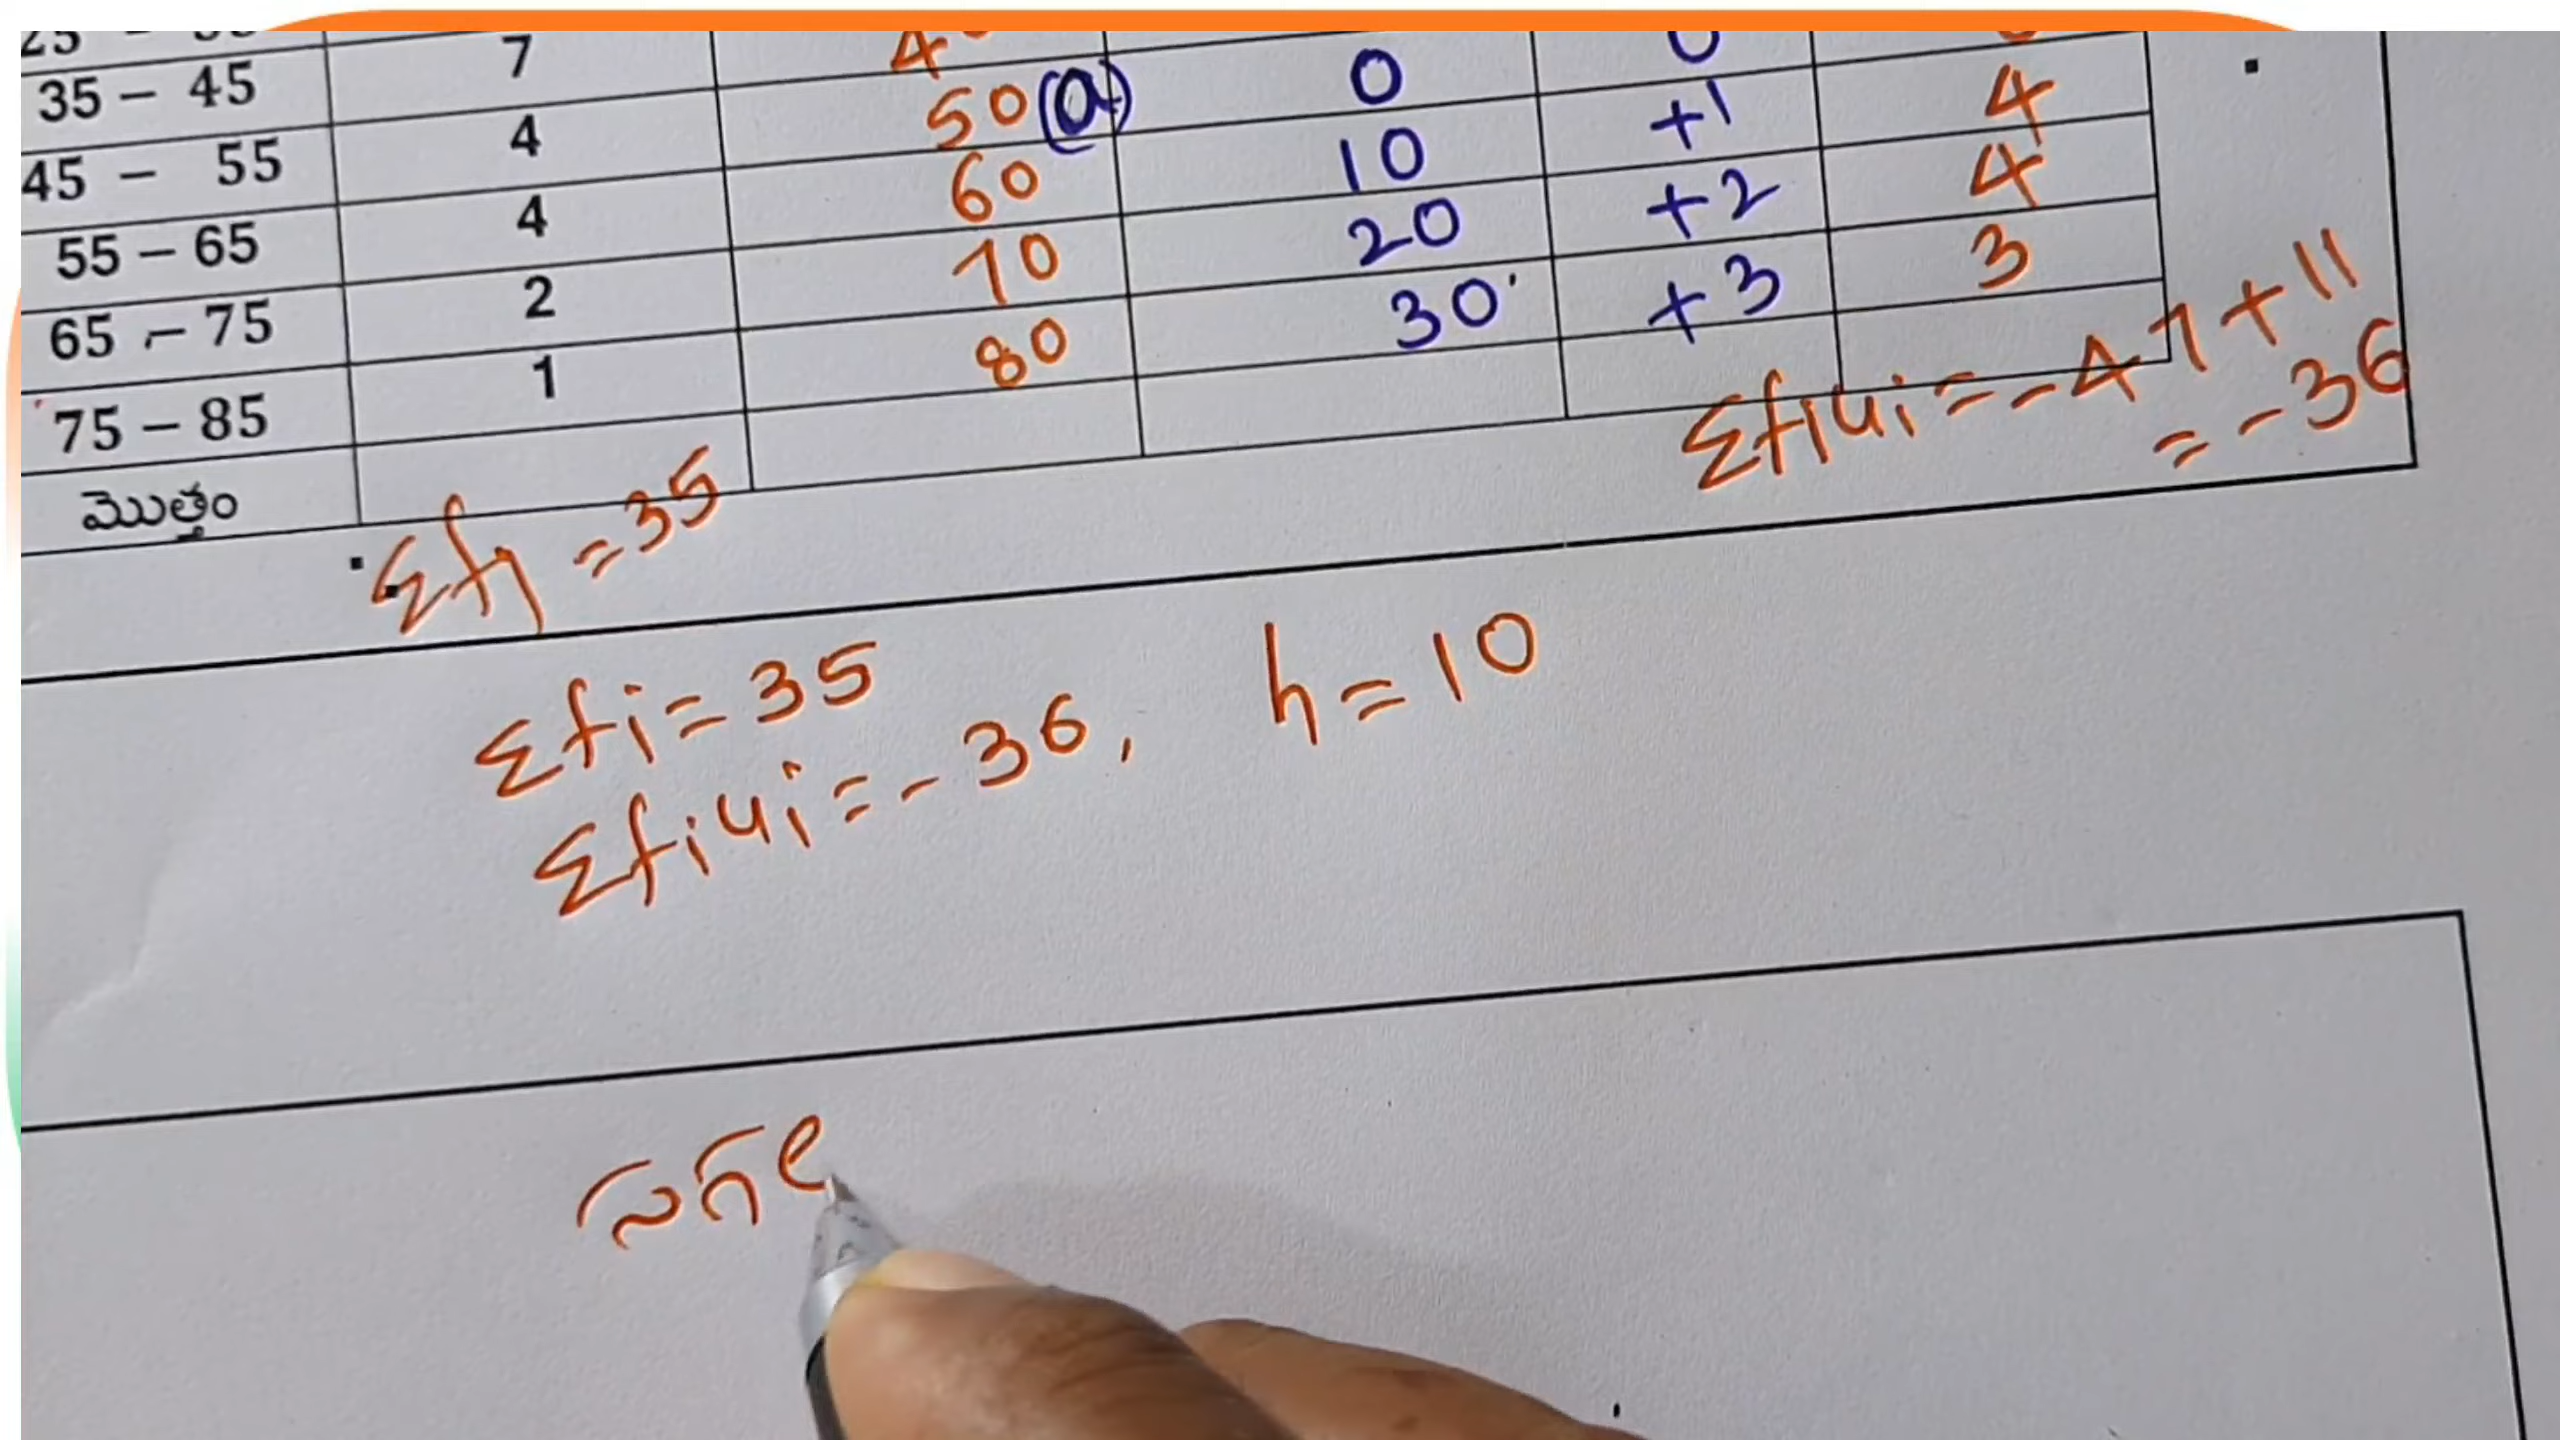 35 – 45 7
45 – 55 4 50 (a) 0 0
55 – 65 4 60 10 +1 4
65 – 75 2 70 20 +2 4
75 – 85 1 80 30 +3 3
మొత్తం Σfi = 35 Σfiui = -47 + 11
= -36
Σfi = 35
Σfiui = - 36, h = 10
సగట